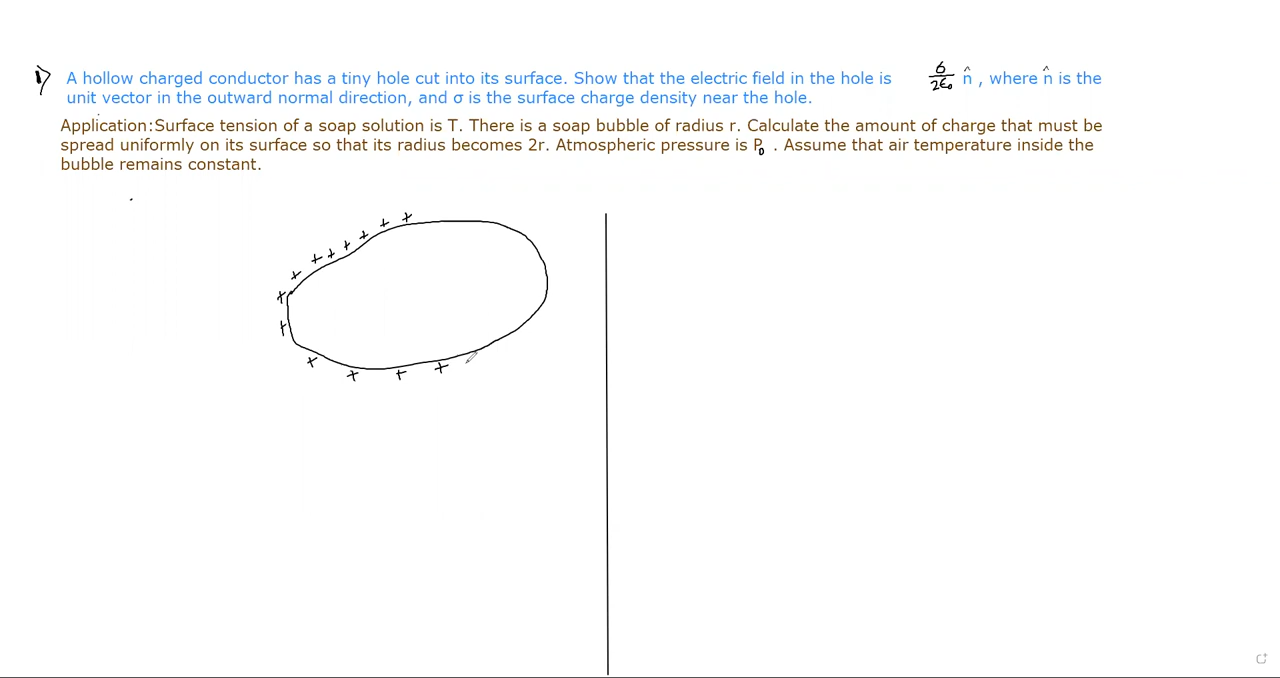 1) A hollow charged conductor has a tiny hole cut into its surface. Show that the electric field in the hole is σ/2ε₀ n̂ , where n̂ is the
unit vector in the outward normal direction, and σ is the surface charge density near the hole.
Application:Surface tension of a soap solution is T. There is a soap bubble of radius r. Calculate the amount of charge that must be
spread uniformly on its surface so that its radius becomes 2r. Atmospheric pressure is P₀ . Assume that air temperature inside the
bubble remains constant.
+ + + + + + + + + + + + + +